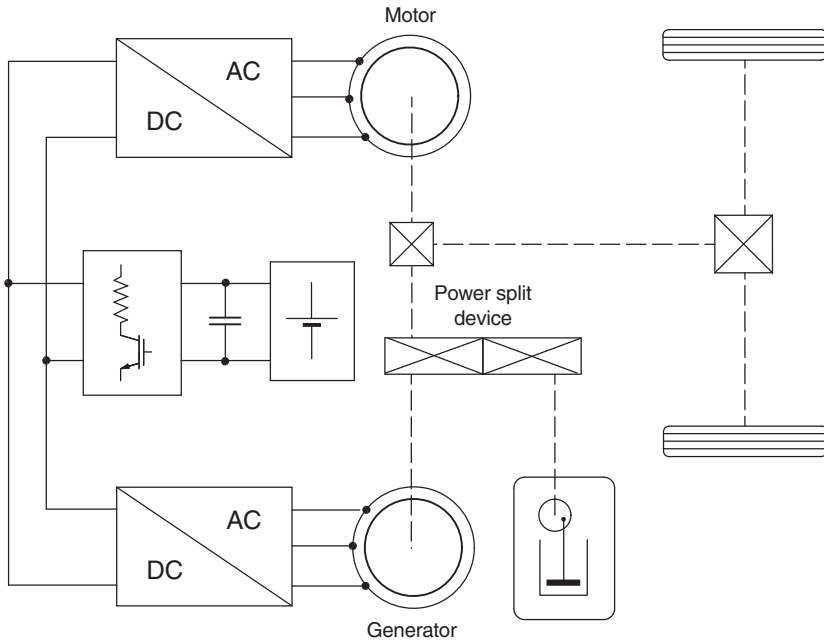 Motor
AC
DC
Power split
device
AC
DC
Generator